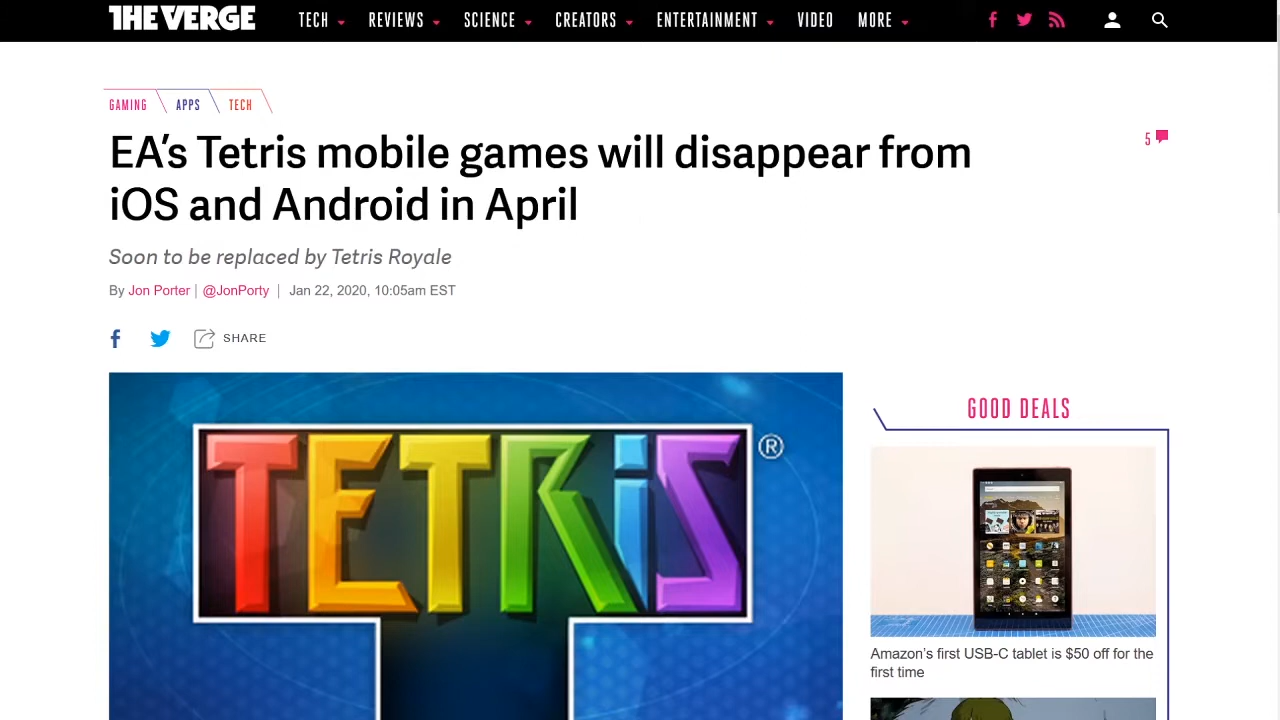 THE VERGE
TECH REVIEWS SCIENCE CREATORS ENTERTAINMENT VIDEO MORE
GAMING APPS TECH
EA's Tetris mobile games will disappear from
iOS and Android in April
5
Soon to be replaced by Tetris Royale
By Jon Porter | @JonPorty | Jan 22, 2020, 10:05am EST
SHARE
TETRIS®
GOOD DEALS
Amazon's first USB-C tablet is $50 off for the
first time